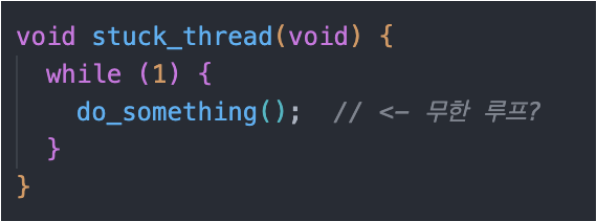 void stuck_thread(void) {
  while (1) {
    do_something();  // <- 무한 루프?
  }
}